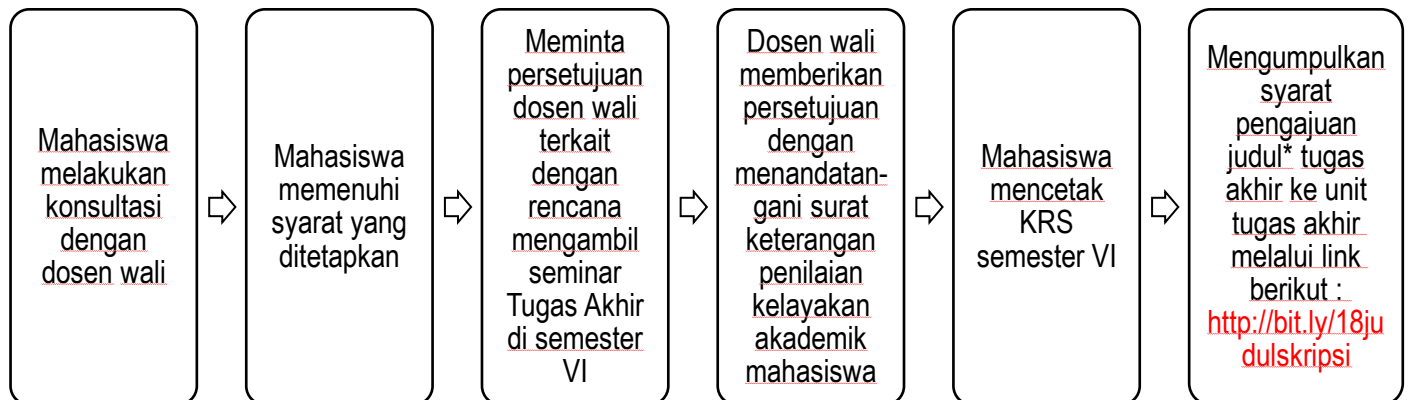 Mahasiswa
melakukan
konsultasi
dengan
dosen wali
Mahasiswa
memenuhi
syarat yang
ditetapkan
Meminta
persetujuan
dosen wali
terkait
dengan
rencana
mengambil
seminar
Tugas Akhir
di semester
VI
Dosen wali
memberikan
persetujuan
dengan
menandatan-
gani surat
keterangan
penilaian
kelayakan
akademik
mahasiswa
Mahasiswa
mencetak
KRS
semester VI
Mengumpulkan
syarat
pengajuan
judul* tugas
akhir ke unit
tugas akhir
melalui link
berikut :
http://bit.ly/18ju
dulskripsi